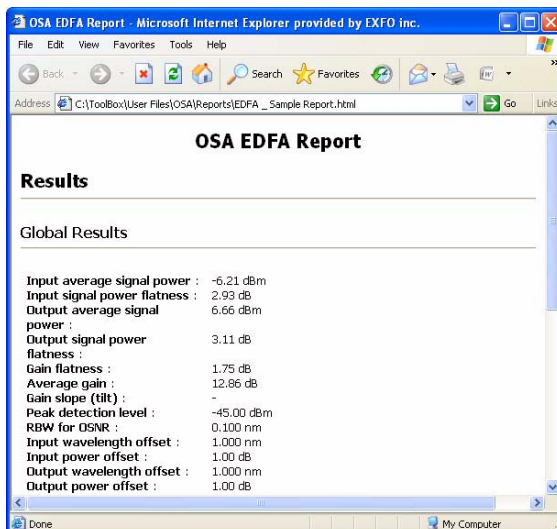 OSA EDFA Report - Microsoft Internet Explorer provided by EXFO inc.
File Edit View Favorites Tools Help
Back Search Favorites
Address C:\ToolBox\User Files\OSA\Reports\EDFA _ Sample Report.html Go Links
OSA EDFA Report
Results
Global Results
Input average signal power : -6.21 dBm
Input signal power flatness : 2.93 dB
Output average signal 6.66 dBm
power :
Output signal power 3.11 dB
flatness :
Gain flatness : 1.75 dB
Average gain : 12.86 dB
Gain slope (tilt) : -
Peak detection level : -45.00 dBm
RBW for OSNR : 0.100 nm
Input wavelength offset : 1.000 nm
Input power offset : 1.00 dB
Output wavelength offset : 1.000 nm
Output power offset : 1.00 dB
Done My Computer